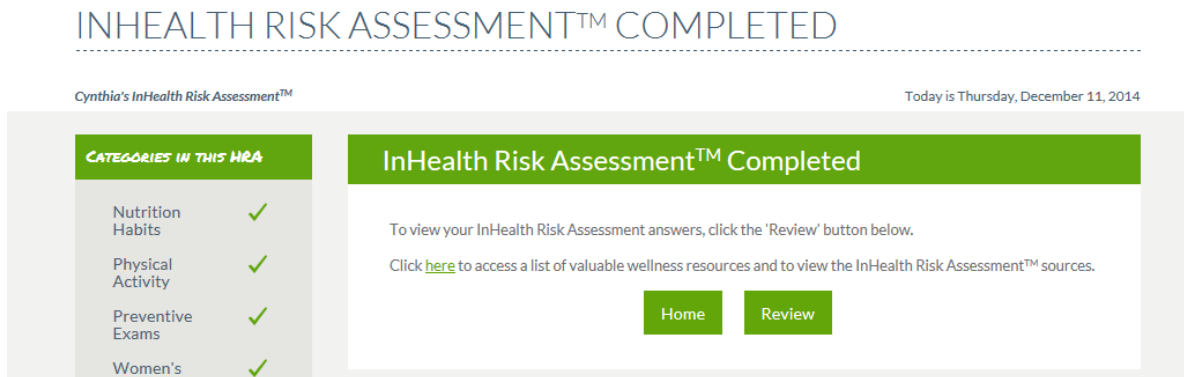 INHEALTH RISK ASSESSMENT™ COMPLETED
Cynthia's InHealth Risk Assessment™
Today is Thursday, December 11, 2014
CATEGORIES IN THIS HRA
Nutrition
Habits
Physical
Activity
Preventive
Exams
Women's
InHealth Risk Assessment™ Completed
To view your InHealth Risk Assessment answers, click the 'Review' button below.
Click here to access a list of valuable wellness resources and to view the InHealth Risk Assessment™ sources.
Home
Review